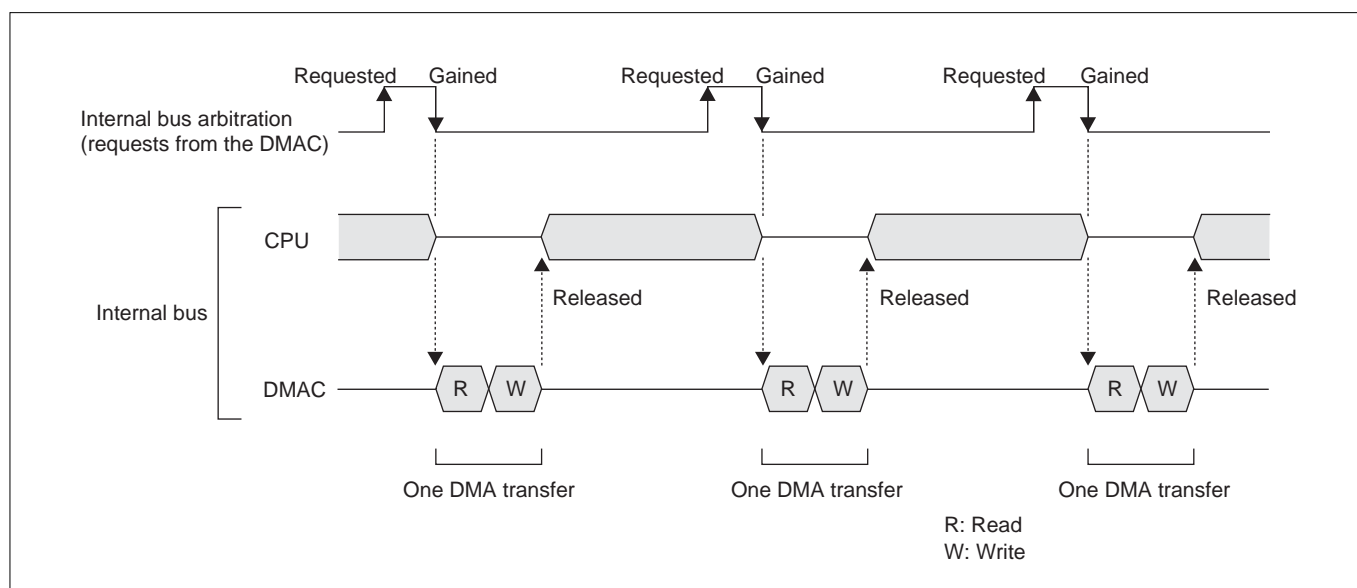 Requested Gained Requested Gained Requested Gained
Internal bus arbitration
(requests from the DMAC)
CPU
Released Released Released
Internal bus
DMAC R W R W R W
One DMA transfer One DMA transfer One DMA transfer
R: Read
W: Write